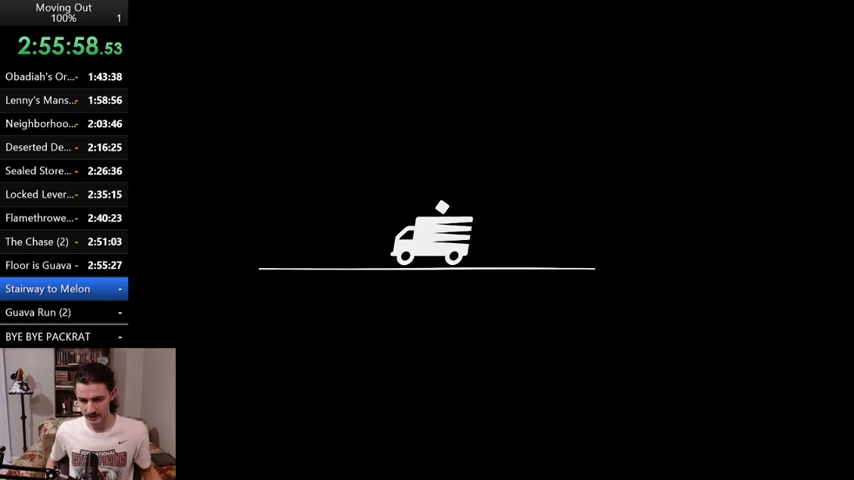 Moving Out
100% 1
2:55:58.53
Obadiah's Or...- 1:43:38
Lenny's Mans...- 1:58:56
Neighborhoo...- 2:03:46
Deserted De... - 2:16:25
Sealed Store... - 2:26:36
Locked Lever... - 2:35:15
Flamethrowe... - 2:40:23
The Chase (2) - 2:51:03
Floor is Guava - 2:55:27
Stairway to Melon -
Guava Run (2) -
BYE BYE PACKRAT -